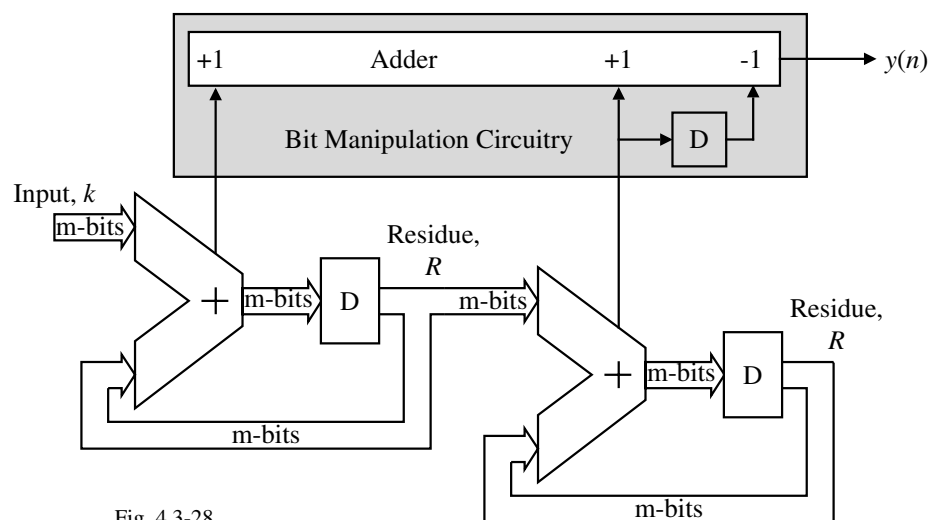 +1 Adder +1 -1
y(n)
Bit Manipulation Circuitry
D
Input, k
m-bits
Residue,
R
+
m-bits
D
m-bits
Residue,
R
m-bits
+
m-bits
D
m-bits
Fig. 4.3-28